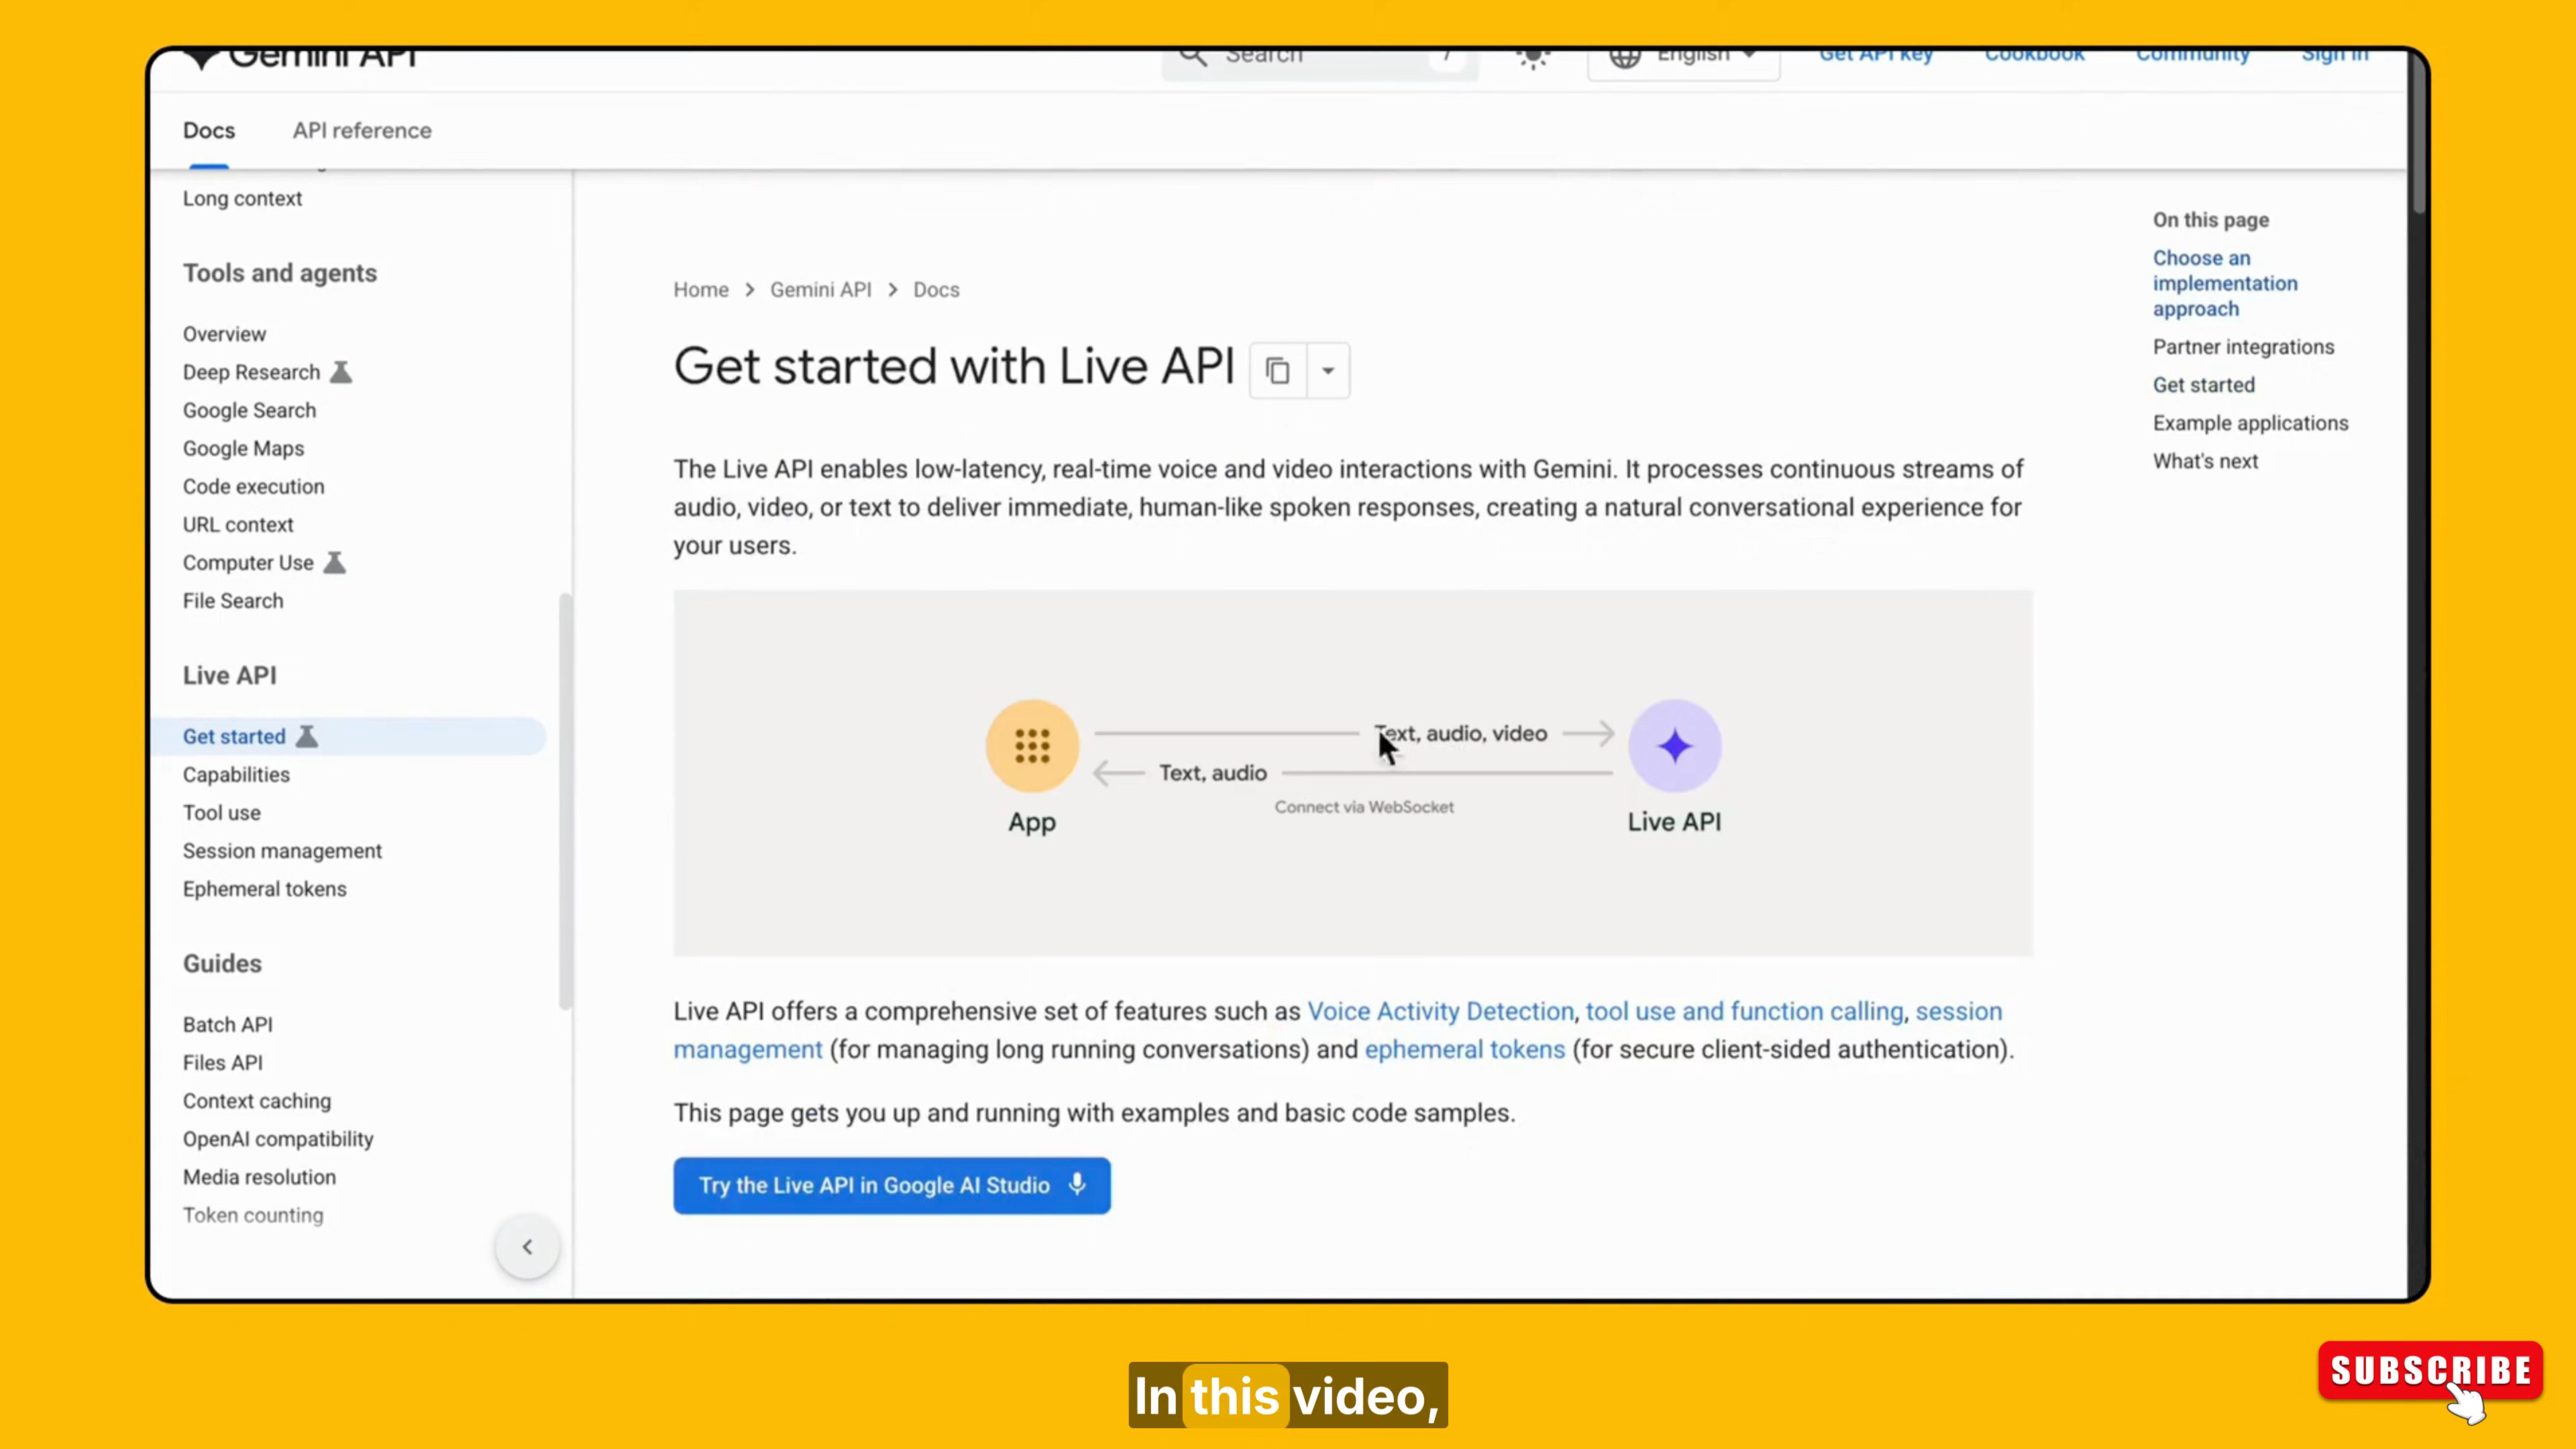 Gemini API
Search
/
English
Get API key
Cookbook
Community
Sign in
Docs
API reference
Long context
Tools and agents
Overview
Deep Research
Google Search
Google Maps
Code execution
URL context
Computer Use
File Search
Live API
Get started
Capabilities
Tool use
Session management
Ephemeral tokens
Guides
Batch API
Files API
Context caching
OpenAI compatibility
Media resolution
Token counting
Home > Gemini API > Docs
Get started with Live API
The Live API enables low-latency, real-time voice and video interactions with Gemini. It processes continuous streams of
audio, video, or text to deliver immediate, human-like spoken responses, creating a natural conversational experience for
your users.
Text, audio, video
Text, audio
Connect via WebSocket
App
Live API
Live API offers a comprehensive set of features such as Voice Activity Detection, tool use and function calling, session
management (for managing long running conversations) and ephemeral tokens (for secure client-sided authentication).
This page gets you up and running with examples and basic code samples.
Try the Live API in Google AI Studio
On this page
Choose an
implementation
approach
Partner integrations
Get started
Example applications
What's next
In this video,
SUBSCRIBE